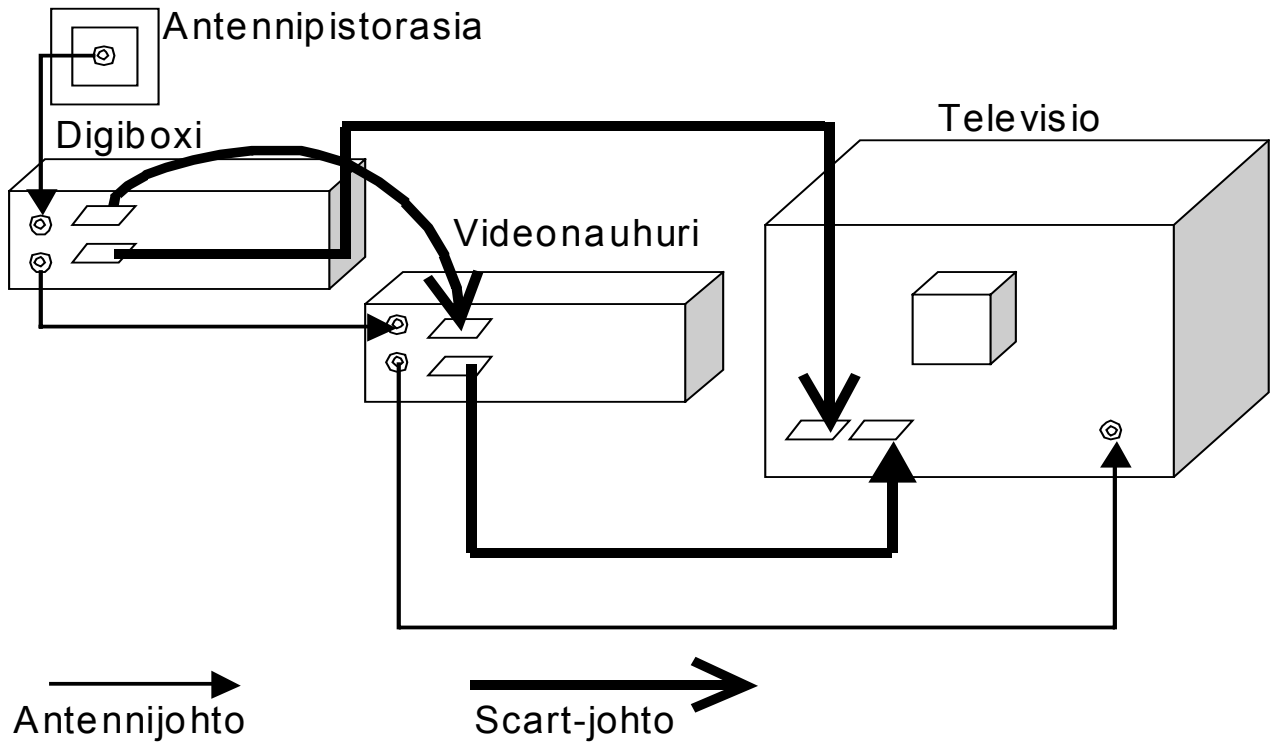 Antennipistorasia
Digiboxi
Televisio
Videonauhuri
Antennijohto
Scart-johto